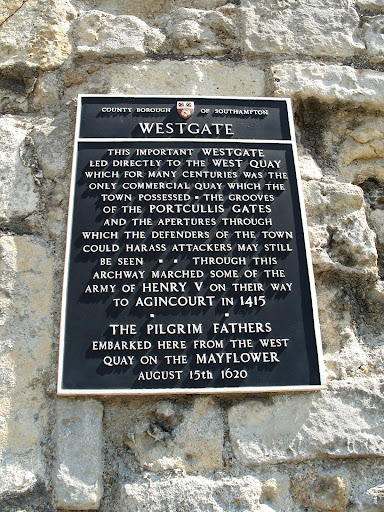 COUNTY BOROUGH OF SOUTHAMPTON
WESTGATE
THIS IMPORTANT WESTGATE
LED DIRECTLY TO THE WEST QUAY
WHICH FOR MANY CENTURIES WAS THE
ONLY COMMERCIAL QUAY WHICH THE
TOWN POSSESSED • THE GROOVES
OF THE PORTCULLIS GATES
AND THE APERTURES THROUGH
WHICH THE DEFENDERS OF THE TOWN
COULD HARASS ATTACKERS MAY STILL
BE SEEN • • THROUGH THIS
ARCHWAY MARCHED SOME OF THE
ARMY OF HENRY V ON THEIR WAY
TO AGINCOURT IN 1415
THE PILGRIM FATHERS
EMBARKED HERE FROM THE WEST
QUAY ON THE MAYFLOWER
AUGUST 15th 1620